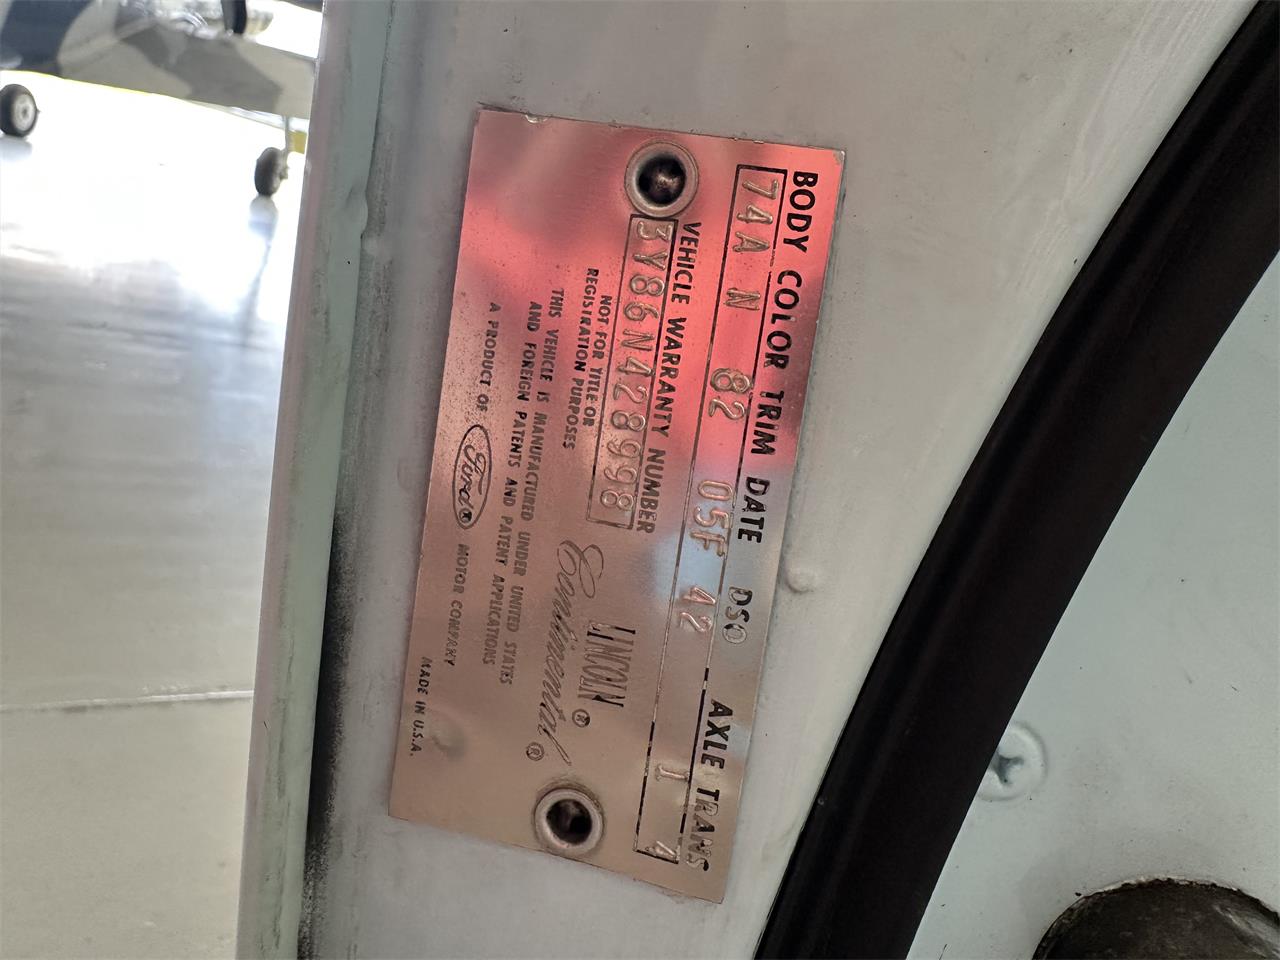 BODY COLOR TRIM DATE DSO AXLE TRANS
74A N 82 05F 42 1 4
VEHICLE WARRANTY NUMBER
3Y86N428998
NOT FOR TITLE OR
REGISTRATION PURPOSES
LINCOLN®
Continental®
THIS VEHICLE IS MANUFACTURED UNDER UNITED STATES
AND FOREIGN PATENTS AND PATENT APPLICATIONS
A PRODUCT OF Ford® MOTOR COMPANY
MADE IN U.S.A.